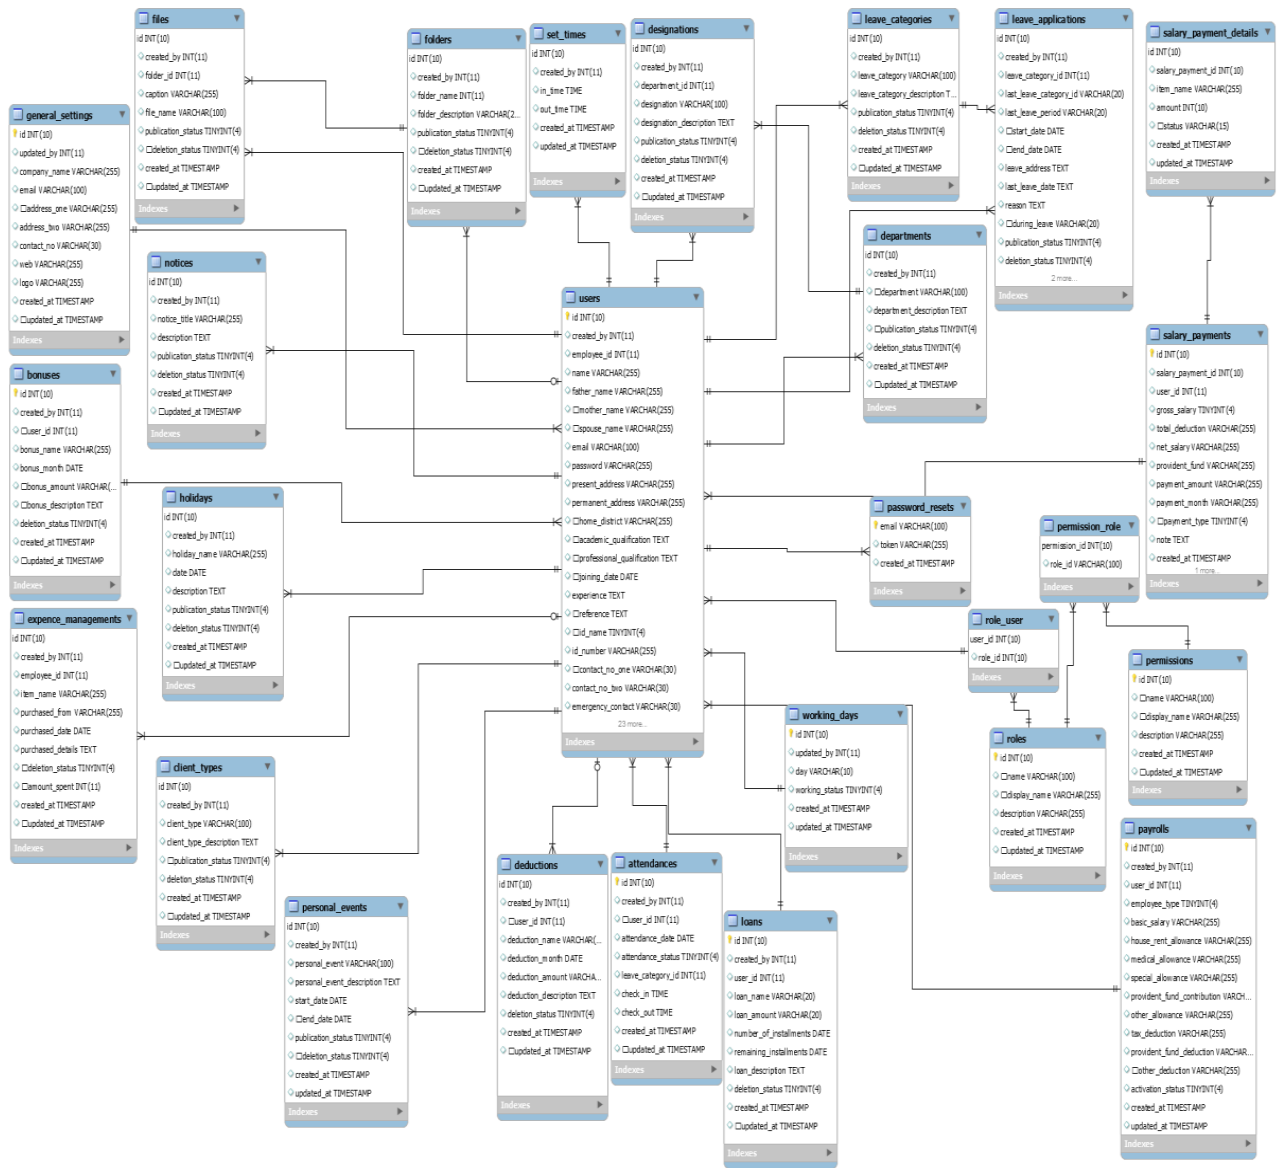 files
id INT(10)
created_by INT(11)
folder_id INT(11)
caption VARCHAR(255)
file_name VARCHAR(100)
publication_status TINYINT(4)
deletion_status TINYINT(4)
created_at TIMESTAMP
updated_at TIMESTAMP
Indexes
folders
id INT(10)
created_by INT(11)
folder_name INT(11)
folder_description VARCHAR(2...
publication_status TINYINT(4)
deletion_status TINYINT(4)
created_at TIMESTAMP
updated_at TIMESTAMP
Indexes
set_times
id INT(10)
created_by INT(11)
in_time TIME
out_time TIME
created_at TIMESTAMP
updated_at TIMESTAMP
Indexes
designations
id INT(10)
created_by INT(11)
department_id INT(11)
designation VARCHAR(100)
designation_description TEXT
publication_status TINYINT(4)
deletion_status TINYINT(4)
created_at TIMESTAMP
updated_at TIMESTAMP
Indexes
leave_categories
id INT(10)
created_by INT(11)
leave_category VARCHAR(100)
leave_category_description T...
publication_status TINYINT(4)
deletion_status TINYINT(4)
created_at TIMESTAMP
updated_at TIMESTAMP
Indexes
leave_applications
id INT(10)
created_by INT(11)
leave_category_id INT(11)
last_leave_category_id VARCHAR(20)
last_leave_period VARCHAR(20)
start_date DATE
end_date DATE
leave_address TEXT
last_leave_date TEXT
reason TEXT
during_leave VARCHAR(20)
publication_status TINYINT(4)
deletion_status TINYINT(4)
2 more...
Indexes
salary_payment_details
id INT(10)
salary_payment_id INT(10)
item_name VARCHAR(255)
amount INT(10)
status VARCHAR(15)
created_at TIMESTAMP
updated_at TIMESTAMP
Indexes
general_settings
id INT(10)
updated_by INT(11)
company_name VARCHAR(255)
email VARCHAR(100)
address_one VARCHAR(255)
address_two VARCHAR(255)
contact_no VARCHAR(30)
web VARCHAR(255)
logo VARCHAR(255)
created_at TIMESTAMP
updated_at TIMESTAMP
Indexes
notices
id INT(10)
created_by INT(11)
notice_title VARCHAR(255)
description TEXT
publication_status TINYINT(4)
deletion_status TINYINT(4)
created_at TIMESTAMP
updated_at TIMESTAMP
Indexes
departments
id INT(10)
created_by INT(11)
department VARCHAR(100)
department_description TEXT
publication_status TINYINT(4)
deletion_status TINYINT(4)
created_at TIMESTAMP
updated_at TIMESTAMP
Indexes
users
id INT(10)
created_by INT(11)
employee_id INT(11)
name VARCHAR(255)
father_name VARCHAR(255)
mother_name VARCHAR(255)
spouse_name VARCHAR(255)
email VARCHAR(100)
password VARCHAR(255)
present_address VARCHAR(255)
permanent_address VARCHAR(255)
home_district VARCHAR(255)
academic_qualification TEXT
professional_qualification TEXT
joining_date DATE
experience TEXT
reference TEXT
id_name TINYINT(4)
id_number VARCHAR(255)
contact_no_one VARCHAR(30)
contact_no_two VARCHAR(30)
emergency_contact VARCHAR(30)
23 more...
Indexes
salary_payments
id INT(10)
salary_payment_id INT(10)
user_id INT(11)
gross_salary TINYINT(4)
total_deduction VARCHAR(255)
net_salary VARCHAR(255)
provident_fund VARCHAR(255)
payment_amount VARCHAR(255)
payment_month VARCHAR(255)
payment_type TINYINT(4)
note TEXT
created_at TIMESTAMP
1 more...
Indexes
bonuses
id INT(10)
created_by INT(11)
user_id INT(11)
bonus_name VARCHAR(255)
bonus_month DATE
bonus_amount VARCHAR(...
bonus_description TEXT
deletion_status TINYINT(4)
created_at TIMESTAMP
updated_at TIMESTAMP
Indexes
holidays
id INT(10)
created_by INT(11)
holiday_name VARCHAR(255)
date DATE
description TEXT
publication_status TINYINT(4)
deletion_status TINYINT(4)
created_at TIMESTAMP
updated_at TIMESTAMP
Indexes
password_resets
email VARCHAR(100)
token VARCHAR(255)
created_at TIMESTAMP
Indexes
permission_role
permission_id INT(10)
role_id VARCHAR(100)
Indexes
expence_managements
id INT(10)
created_by INT(11)
employee_id INT(11)
item_name VARCHAR(255)
purchased_from VARCHAR(255)
purchased_date DATE
purchased_details TEXT
deletion_status TINYINT(4)
amount_spent INT(11)
created_at TIMESTAMP
updated_at TIMESTAMP
Indexes
role_user
user_id INT(10)
role_id INT(10)
Indexes
permissions
id INT(10)
name VARCHAR(100)
display_name VARCHAR(255)
description VARCHAR(255)
created_at TIMESTAMP
updated_at TIMESTAMP
Indexes
working_days
id INT(10)
updated_by INT(11)
day VARCHAR(10)
working_status TINYINT(4)
created_at TIMESTAMP
updated_at TIMESTAMP
Indexes
roles
id INT(10)
name VARCHAR(100)
display_name VARCHAR(255)
description VARCHAR(255)
created_at TIMESTAMP
updated_at TIMESTAMP
Indexes
client_types
id INT(10)
created_by INT(11)
client_type VARCHAR(100)
client_type_description TEXT
publication_status TINYINT(4)
deletion_status TINYINT(4)
created_at TIMESTAMP
updated_at TIMESTAMP
Indexes
payrolls
id INT(10)
created_by INT(11)
user_id INT(11)
employee_type TINYINT(4)
basic_salary VARCHAR(255)
house_rent_allowance VARCHAR(255)
medical_allowance VARCHAR(255)
special_allowance VARCHAR(255)
provident_fund_contribution VARCH...
other_allowance VARCHAR(255)
tax_deduction VARCHAR(255)
provident_fund_deduction VARCHAR...
other_deduction VARCHAR(255)
activation_status TINYINT(4)
created_at TIMESTAMP
updated_at TIMESTAMP
Indexes
personal_events
id INT(10)
created_by INT(11)
personal_event VARCHAR(100)
personal_event_description TEXT
start_date DATE
end_date DATE
publication_status TINYINT(4)
deletion_status TINYINT(4)
created_at TIMESTAMP
updated_at TIMESTAMP
Indexes
deductions
id INT(10)
created_by INT(11)
user_id INT(11)
deduction_name VARCHAR(...
deduction_month DATE
deduction_amount VARCHA...
deduction_description TEXT
deletion_status TINYINT(4)
created_at TIMESTAMP
updated_at TIMESTAMP
Indexes
attendances
id INT(10)
created_by INT(11)
user_id INT(11)
attendance_date DATE
attendance_status TINYINT(4)
leave_category_id INT(11)
check_in TIME
check_out TIME
created_at TIMESTAMP
updated_at TIMESTAMP
Indexes
loans
id INT(10)
created_by INT(11)
user_id INT(11)
loan_name VARCHAR(20)
loan_amount VARCHAR(20)
number_of_installments DATE
remaining_installments DATE
loan_description TEXT
deletion_status TINYINT(4)
created_at TIMESTAMP
updated_at TIMESTAMP
Indexes